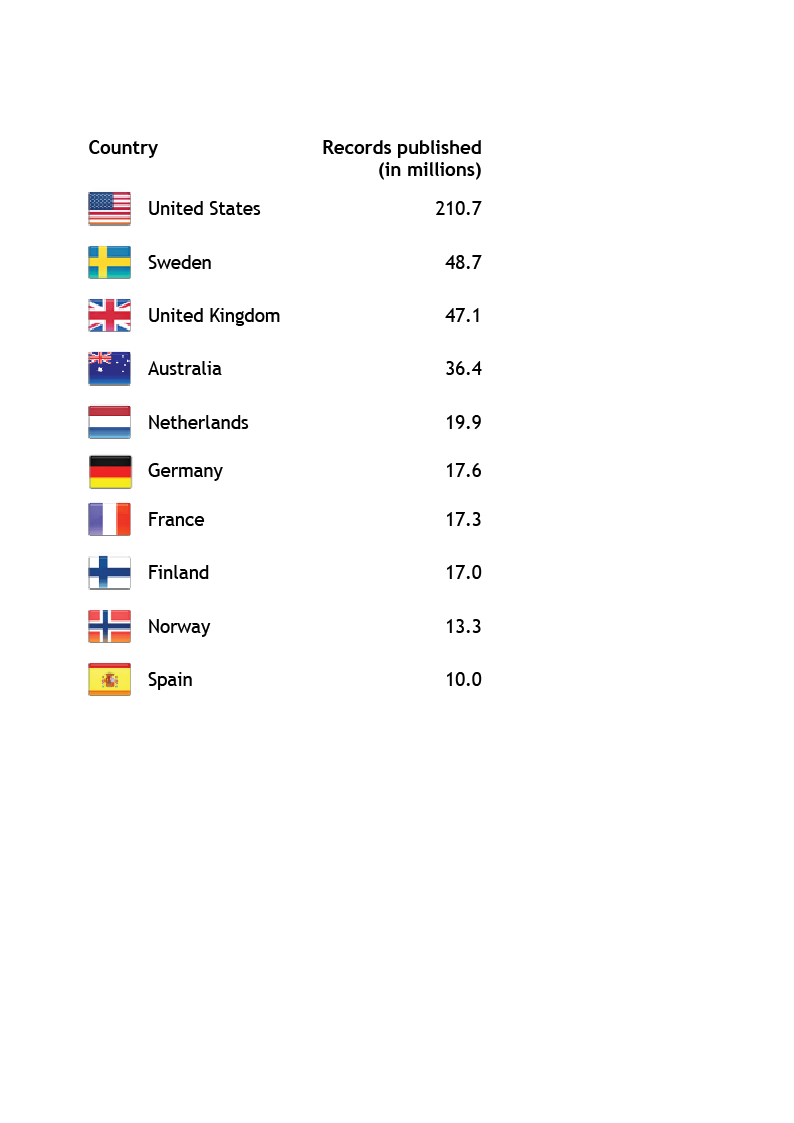 Country Records published
(in millions)
United States 210.7
Sweden 48.7
United Kingdom 47.1
Australia 36.4
Netherlands 19.9
Germany 17.6
France 17.3
Finland 17.0
Norway 13.3
Spain 10.0